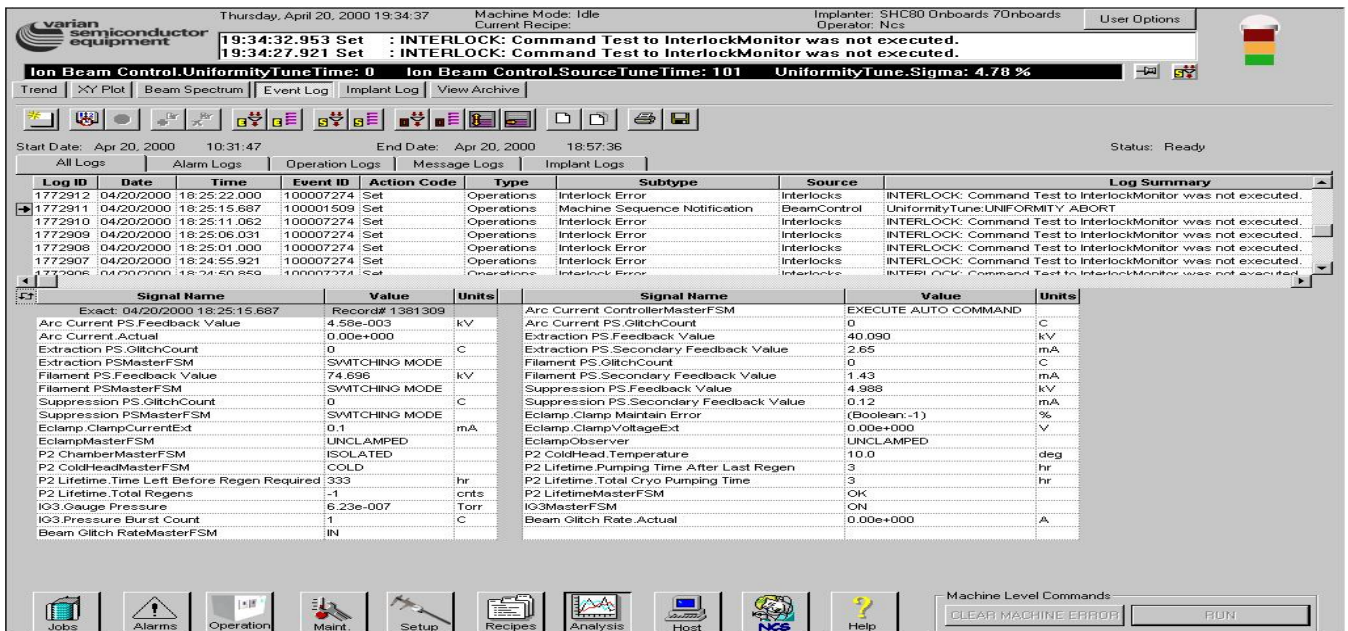 varian
semiconductor
equipment
Thursday, April 20, 2000 19:34:37 Machine Mode: Idle Implanter: SHC80 Onboards 7Onboards User Options
Current Recipe: Operator: Ncs
19:34:32.953 Set : INTERLOCK: Command Test to InterlockMonitor was not executed.
19:34:27.921 Set : INTERLOCK: Command Test to InterlockMonitor was not executed.
Ion Beam Control.UniformityTuneTime: 0 Ion Beam Control.SourceTuneTime: 101 UniformityTune.Sigma: 4.78 %
Trend XY Plot Beam Spectrum Event Log Implant Log View Archive
Start Date: Apr 20, 2000 10:31:47 End Date: Apr 20, 2000 18:57:36 Status: Ready
All Logs Alarm Logs Operation Logs Message Logs Implant Logs
Log ID Date Time Event ID Action Code Type Subtype Source Log Summary
1772912 04/20/2000 18:25:22.000 100007274 Set Operations Interlock Error Interlocks INTERLOCK: Command Test to InterlockMonitor was not executed.
1772911 04/20/2000 18:25:15.687 100001509 Set Operations Machine Sequence Notification BeamControl UniformityTune:UNIFORMITY ABORT
1772910 04/20/2000 18:25:11.062 100007274 Set Operations Interlock Error Interlocks INTERLOCK: Command Test to InterlockMonitor was not executed.
1772909 04/20/2000 18:25:06.031 100007274 Set Operations Interlock Error Interlocks INTERLOCK: Command Test to InterlockMonitor was not executed.
1772908 04/20/2000 18:25:01.000 100007274 Set Operations Interlock Error Interlocks INTERLOCK: Command Test to InterlockMonitor was not executed.
1772907 04/20/2000 18:24:55.921 100007274 Set Operations Interlock Error Interlocks INTERLOCK: Command Test to InterlockMonitor was not executed.
1772906 04/20/2000 18:24:50.859 100007274 Set Operations Interlock Error Interlocks INTERLOCK: Command Test to InterlockMonitor was not executed.
Signal Name Value Units Signal Name Value Units
Exact: 04/20/2000 18:25:15.687 Record# 1381309 Arc Current ControllerMasterFSM EXECUTE AUTO COMMAND
Arc Current PS.Feedback Value 4.58e-003 kV Arc Current PS.GlitchCount 0 C
Arc Current.Actual 0.00e+000 Extraction PS.Feedback Value 40.090 kV
Extraction PS.GlitchCount 0 C Extraction PS.Secondary Feedback Value 2.65 mA
Extraction PSMasterFSM SWITCHING MODE Filament PS.GlitchCount 0 C
Filament PS.Feedback Value 74.696 kV Filament PS.Secondary Feedback Value 1.43 mA
Filament PSMasterFSM SWITCHING MODE Suppression PS.Feedback Value 4.988 kV
Suppression PS.GlitchCount 0 C Suppression PS.Secondary Feedback Value 0.12 mA
Suppression PSMasterFSM SWITCHING MODE Eclamp.Clamp Maintain Error (Boolean:-1) %
Eclamp.ClampCurrentExt 0.1 mA Eclamp.ClampVoltageExt 0.00e+000 V
EclampMasterFSM UNCLAMPED EclampObserver UNCLAMPED
P2 ChamberMasterFSM ISOLATED P2 ColdHead.Temperature 10.0 deg
P2 ColdHeadMasterFSM COLD P2 Lifetime.Pumping Time After Last Regen 3 hr
P2 Lifetime.Time Left Before Regen Required 333 hr P2 Lifetime.Total Cryo Pumping Time 3 hr
P2 Lifetime.Total Regens -1 cnts P2 LifetimeMasterFSM OK
IG3.Gauge Pressure 6.23e-007 Torr IG3MasterFSM ON
IG3.Pressure Burst Count 1 C Beam Glitch Rate.Actual 0.00e+000 A
Beam Glitch RateMasterFSM IN
Machine Level Commands
CLEAR MACHINE ERROR RUN
Jobs Alarms Operation Maint. Setup Recipes Analysis Host NCS Help